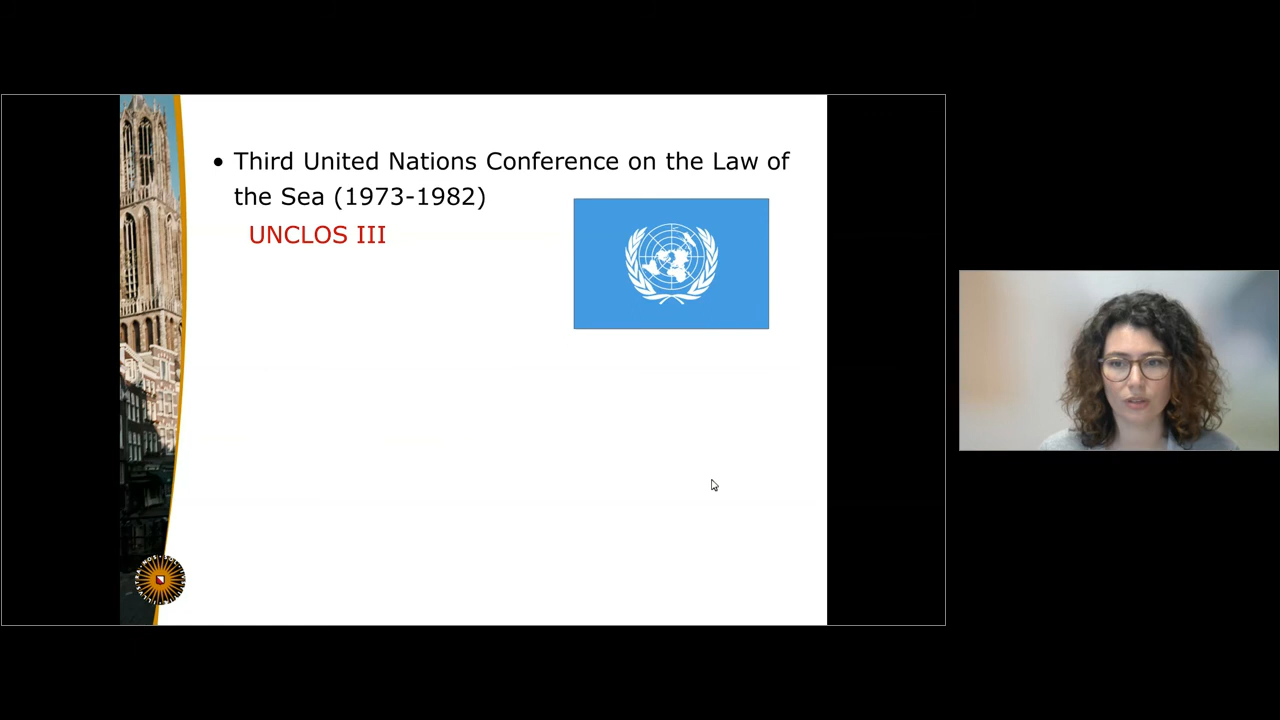 • Third United Nations Conference on the Law of
the Sea (1973-1982)
UNCLOS III